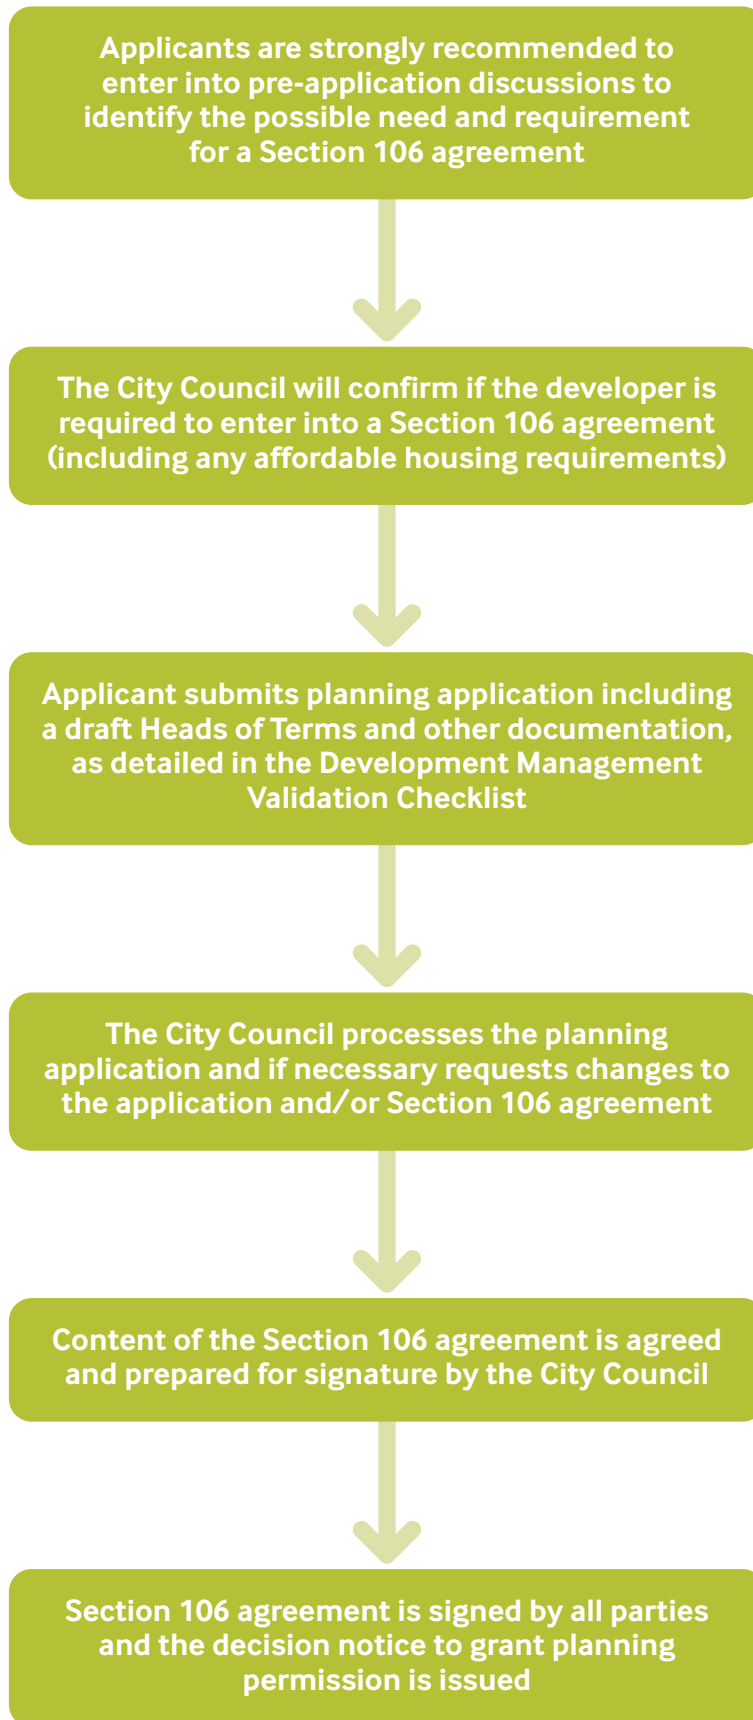 Applicants are strongly recommended to
enter into pre-application discussions to
identify the possible need and requirement
for a Section 106 agreement
The City Council will confirm if the developer is
required to enter into a Section 106 agreement
(including any affordable housing requirements)
Applicant submits planning application including
a draft Heads of Terms and other documentation,
as detailed in the Development Management
Validation Checklist
The City Council processes the planning
application and if necessary requests changes to
the application and/or Section 106 agreement
Content of the Section 106 agreement is agreed
and prepared for signature by the City Council
Section 106 agreement is signed by all parties
and the decision notice to grant planning
permission is issued